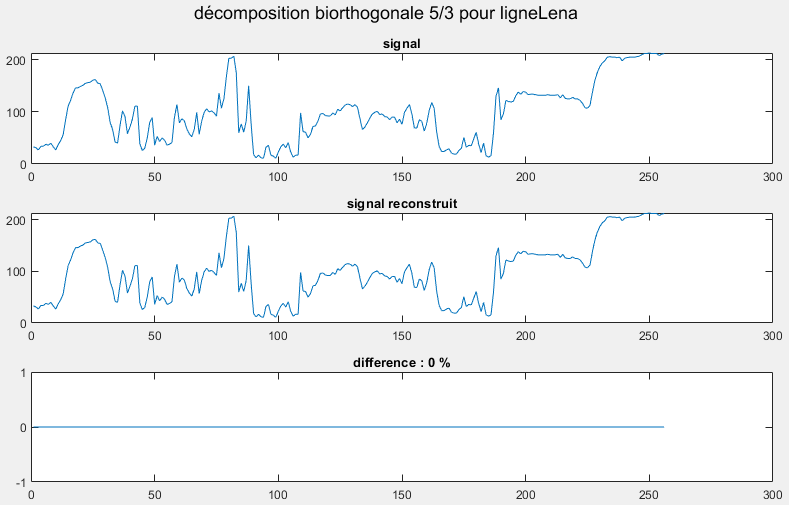 décomposition biorthogonale 5/3 pour ligneLena
signal
200
100
0
0 50 100 150 200 250 300
signal reconstruit
200
100
0
0 50 100 150 200 250 300
difference : 0 %
1
0
-1
0 50 100 150 200 250 300